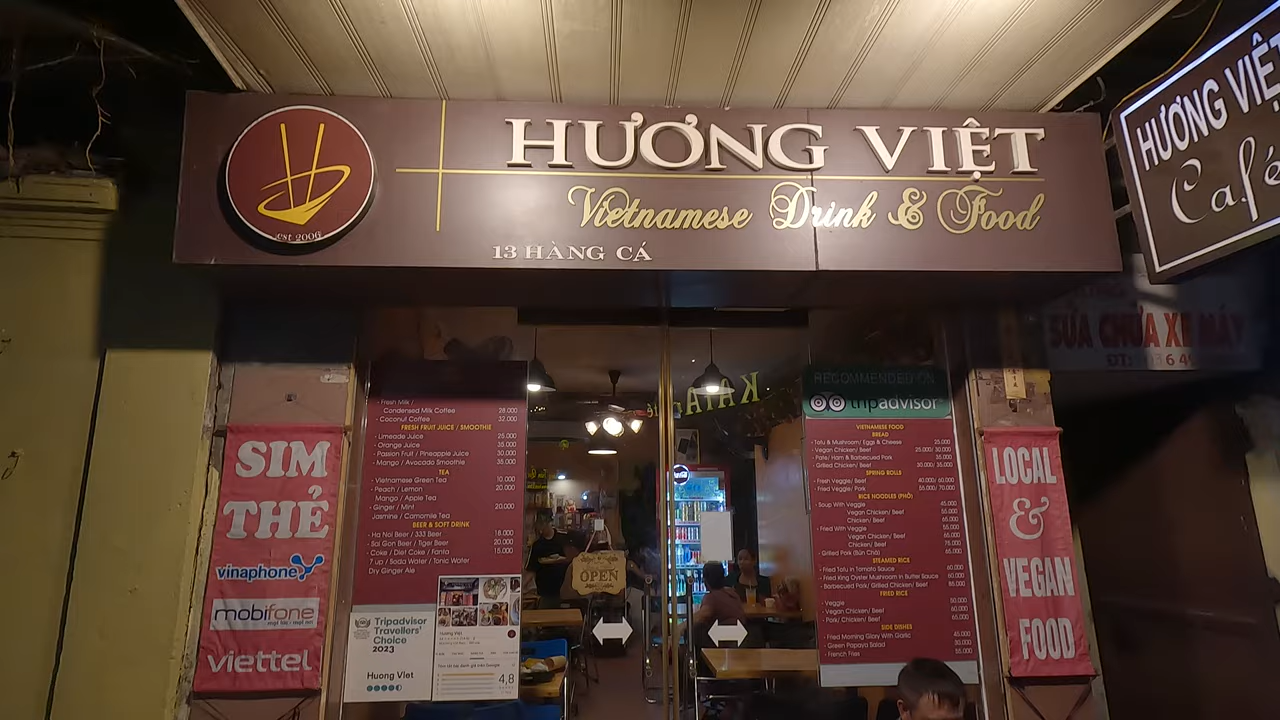 HƯƠNG VIỆT
Vietnamese Drink & Food
13 HÀNG CÁ
est 2006
HƯƠNG VIỆT
Café
SỬA CHỮA XE MÁY
ĐT:
SIM
THẺ
vinaphone
mobifone
viettel
- Fresh Milk /
Condensed Milk Coffee 28.000
- Coconut Coffee 32.000
FRESH FRUIT JUICE / SMOOTHIE
- Limeade Juice 25.000
- Orange Juice 35.000
- Passion Fruit / Pineapple Juice 30.000
- Mango / Avocado Smoothie 35.000
TEA
- Vietnamese Green Tea 10.000
- Peach / Lemon 20.000
Mango / Apple Tea
- Ginger / Mint 20.000
Jasmine / Camomile Tea
BEER & SOFT DRINK
- Ha Noi Beer / 333 Beer 18.000
- Sai Gon Beer / Tiger Beer 20.000
- Coke / Diet Coke / Fanta 15.000
7 up / Soda Water / Tonic Water
Dry Ginger Ale
Tripadvisor
Travellers'
Choice
2023
Huong Viet
Huong Việt
4,8
OPEN
RECOMMENDED ON
tripadvisor
VIETNAMESE FOOD
BREAD
- Tofu & Mushroom/ Eggs & Cheese 25.000
- Vegan Chicken/ Beef 25.000/ 30.000
- Pate/ Ham & Barbecued Pork 35.000
- Grilled Chicken/ Beef 30.000/ 35.000
SPRING ROLLS
- Fresh Veggie/ Beef 40.000/ 60.000
- Fried Veggie/ Pork 55.000/ 70.000
RICE NOODLES (PHỞ)
- Soup With Veggie 45.000
Vegan Chicken/ Beef 55.000
Chicken/ Beef 65.000
- Fried With Veggie 55.000
Vegan Chicken/ Beef 65.000
Chicken/ Beef 75.000
- Grilled Pork (Bún Chả) 65.000
STEAMED RICE
- Fried Tofu in Tomato Sauce 60.000
- Fried King Oyster Mushroom in Butter Sauce 60.000
- Barbecued Pork/ Grilled Chicken/ Beef 60.000
FRIED RICE
- Veggie 50.000
- Vegan Chicken/ Beef 60.000
- Pork/ Chicken/ Beef 60.000
SIDE DISHES
- Fried Morning Glory With Garlic 45.000
- Green Papaya Salad 50.000
- French Fries 55.000
LOCAL
&
VEGAN
FOOD